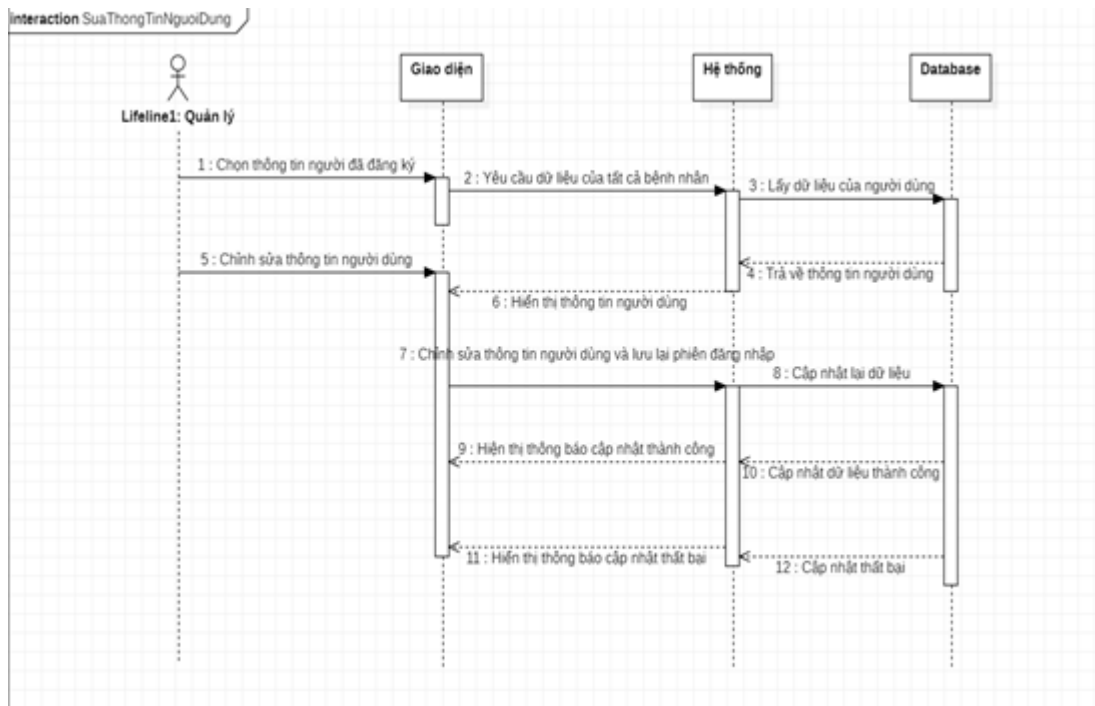 interaction SuaThongTinNguoiDung
Lifeline1: Quản lý
Giao diện
Hệ thống
Database
1 : Chọn thông tin người đã đăng ký
2 : Yêu cầu dữ liệu của tất cả bệnh nhân
3 : Lấy dữ liệu của người dùng
4 : Trả về thông tin người dùng
5 : Chỉnh sửa thông tin người dùng
6 : Hiển thị thông tin người dùng
7 : Chỉnh sửa thông tin người dùng và lưu lại phiên đăng nhập
8 : Cập nhật lại dữ liệu
9 : Hiện thị thông báo cập nhật thành công
10 : Cập nhật dữ liệu thành công
11 : Hiển thị thông báo cập nhật thất bại
12 : Cập nhật thất bại